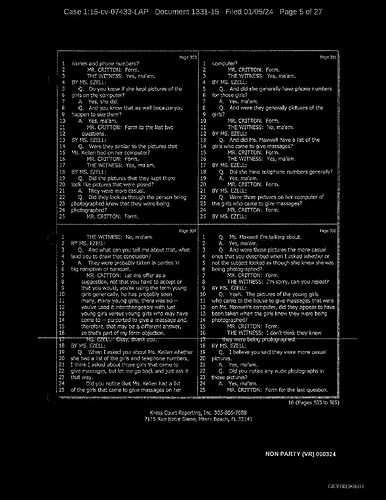 Case 1:15-cv-07433-LAP Document 1331-15 Filed 01/05/24 Page 5 of 27
Page 303
1 names and phone numbers?
2 MR. CRITTON: Form.
3 THE WITNESS: Yes, ma'am.
4 BY MS. EZELL:
5 Q. Do you know if she kept pictures of the
6 girls on the computer?
7 A. Yes, she did.
8 Q. And you know that as well because you
9 happen to see them?
10 A. Yes, ma'am.
11 MR. CRITTON: Form to the last two
12 questions.
13 BY MS. EZELL:
14 Q. Were they similar to the pictures that
15 Ms. Kellen had on her computer?
16 MR. CRITTON: Form.
17 THE WITNESS: Yes, ma'am.
18 BY MS. EZELL:
19 Q. Did the pictures that they kept there
20 look like pictures that were posed?
21 A. They were more casual.
22 Q. Did they look as though the person being
23 photographed knew that they were being
24 photographed?
25 MR. CRITTON: Form.
Page 304
1 THE WITNESS: No, ma'am.
2 BY MS. EZELL:
3 Q. And what can you tell me about that, what
4 lead you to draw that conclusion?
5 A. They were probably taken in parties in
6 big reception or banquet.
7 MR. CRITTON: Let me offer as a
8 suggestion, not that you have to accept it
9 that you would, you're using the term young
10 girls generically, he has probably seen
11 many, many young girls, there was no --
12 you've used it interchangeably with just
13 young girls versus young girls who may have
14 come to -- purported to give a massage and,
15 therefore, that may be a different answer,
16 so that's part of my form objection.
17 MS. EZELL: Okay, thank you.
18 BY MS. EZELL:
19 Q. When I asked you about Ms. Kellen whether
20 she had a list of the girls and telephone numbers,
21 I think I asked about those girls that came to
22 give massages, but let me go back and just ask it
23 that way.
24 Did you notice that Ms. Kellen had a list
25 of the girls that came to give massages on her
Page 305
1 computer?
2 MR. CRITTON: Form.
3 THE WITNESS: Yes, ma'am.
4 BY MS. EZELL:
5 Q. And did she generally have phone numbers
6 for those girls?
7 A. Yes, ma'am.
8 Q. And were they generally pictures of the
9 girls?
10 MR. CRITTON: Form.
11 THE WITNESS: No, ma'am.
12 BY MS. EZELL:
13 Q. And did Ms. Maxwell have a list of the
14 girls who came to give massages?
15 MR. CRITTON: Form.
16 THE WITNESS: Yes, ma'am.
17 BY MS. EZELL:
18 Q. Did she have telephone numbers generally?
19 A. Yes, ma'am.
20 MR. CRITTON: Form.
21 BY MS. EZELL:
22 Q. Were there pictures on her computer of
23 the girls who came to give massages?
24 MR. CRITTON: Form.
25 BY MS. EZELL:
1 Q. Ms. Maxwell I'm talking about.
2 A. Yes, ma'am.
3 Q. And were those pictures the more casual
4 ones that you described when I asked whether or
5 not the subject looked as though she knew she was
6 being photographed?
7 MR. CRITTON: Form.
8 THE WITNESS: I'm sorry, can you repeat?
9 BY MS. EZELL:
10 Q. Yeah. The pictures of the young girls
11 who came to the house to give massages that were
12 on Ms. Maxwell's computer, did they appear to have
13 been taken when the girls knew they were being
14 photographed?
15 MR. CRITTON: Form.
16 THE WITNESS: I don't think they knew
17 they were being photographed.
18 BY MS. EZELL:
19 Q. I believe you said they were more casual
20 pictures.
21 A. Yes, ma'am.
22 Q. Did you notice any nude photographs in
23 those pictures?
24 A. Yes, ma'am.
25 MR. CRITTON: Form for the last question.
10 (Pages 303 to 305)
Kress Court Reporting, Inc. 305-866-7688
7115 Rue Notre Dame, Miami Beach, FL 33141
NON PARTY (VR) 000324